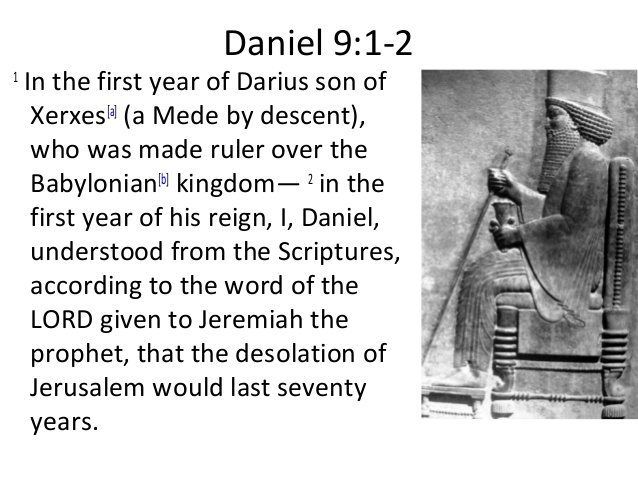 Daniel 9:1-2
1 In the first year of Darius son of
Xerxes[a] (a Mede by descent),
who was made ruler over the
Babylonian[b] kingdom— 2 in the
first year of his reign, I, Daniel,
understood from the Scriptures,
according to the word of the
LORD given to Jeremiah the
prophet, that the desolation of
Jerusalem would last seventy
years.